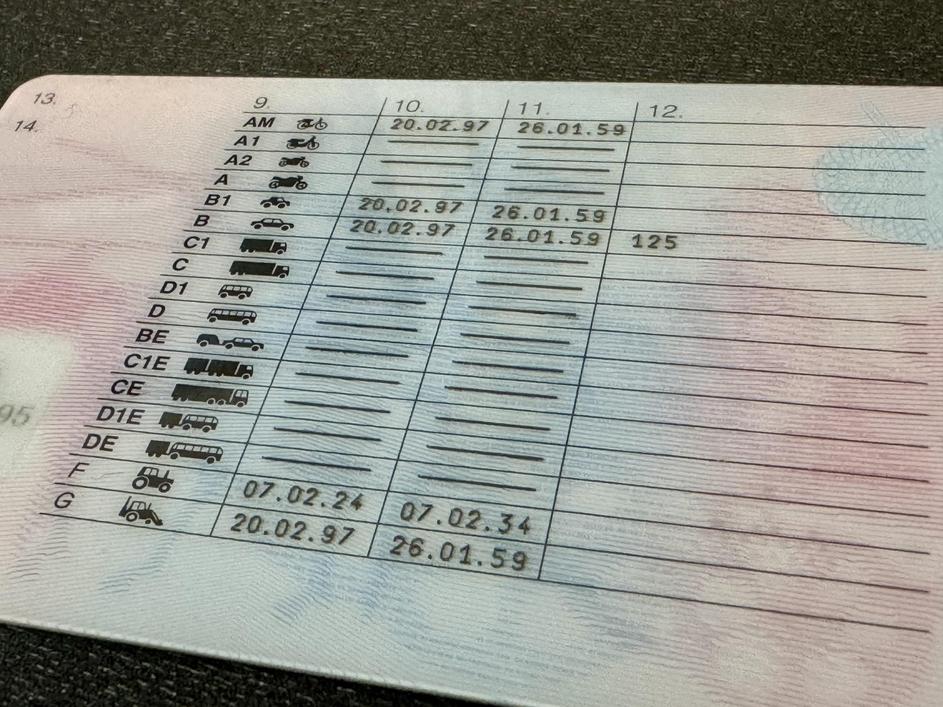 13.
14.
9. 10. 11. 12.
AM 20.02.97 26.01.59
A1
A2
A
B1 20.02.97 26.01.59
B 20.02.97 26.01.59 125
C1
C
D1
D
BE
C1E
CE
D1E
DE
F 07.02.24 07.02.34
G 20.02.97 26.01.59
95